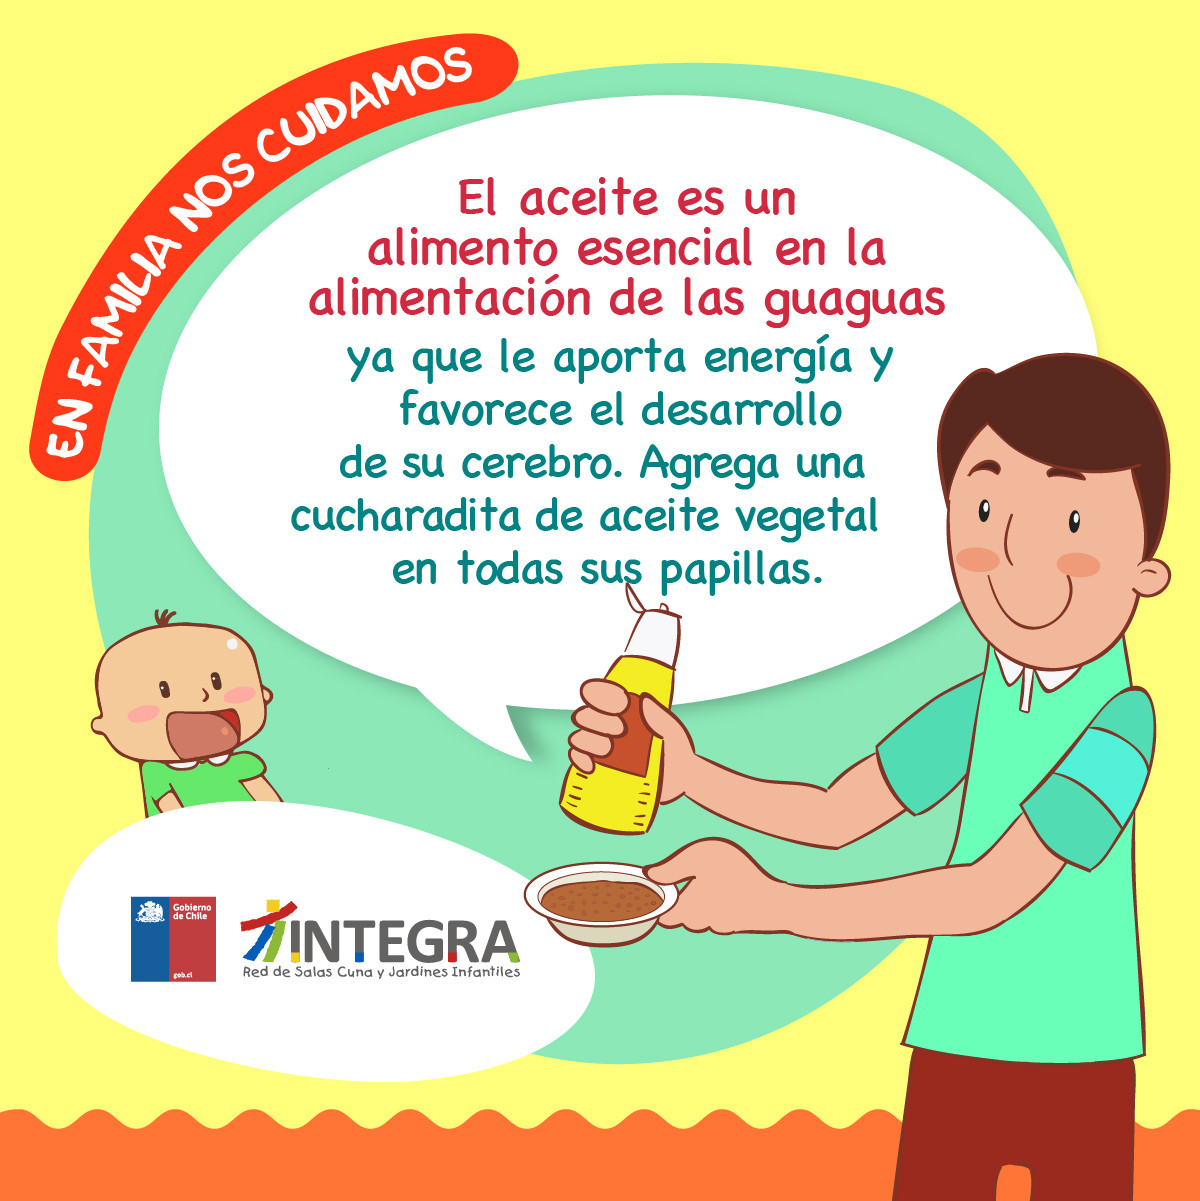 EN FAMILIA NOS CUIDAMOS
El aceite es un
alimento esencial en la
alimentación de las guaguas
ya que le aporta energía y
favorece el desarrollo
de su cerebro. Agrega una
cucharadita de aceite vegetal
en todas sus papillas.
Gobierno
de Chile
gob.cl
INTEGRA
Red de Salas Cuna y Jardines Infantiles